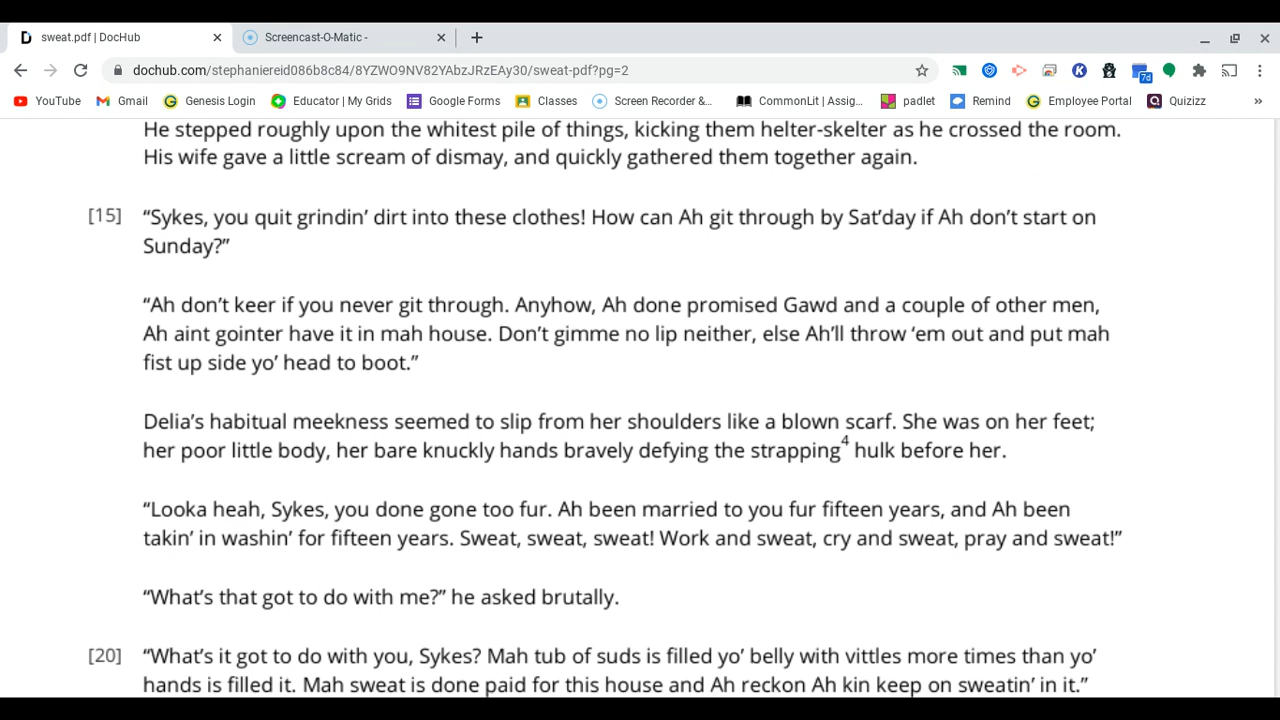 sweat.pdf | DocHub
Screencast-O-Matic -
dochub.com/stephaniereid086b8c84/8YZWO9NV82YAbzJRzEAy30/sweat-pdf?pg=2
7d
YouTube Gmail Genesis Login Educator | My Grids Google Forms Classes Screen Recorder &... CommonLit | Assig... padlet Remind Employee Portal Quizizz »
He stepped roughly upon the whitest pile of things, kicking them helter-skelter as he crossed the room.
His wife gave a little scream of dismay, and quickly gathered them together again.
[15] “Sykes, you quit grindin’ dirt into these clothes! How can Ah git through by Sat’day if Ah don’t start on
Sunday?”
“Ah don’t keer if you never git through. Anyhow, Ah done promised Gawd and a couple of other men,
Ah aint gointer have it in mah house. Don’t gimme no lip neither, else Ah’ll throw ‘em out and put mah
fist up side yo’ head to boot.”
Delia’s habitual meekness seemed to slip from her shoulders like a blown scarf. She was on her feet;
her poor little body, her bare knuckly hands bravely defying the strapping4 hulk before her.
“Looka heah, Sykes, you done gone too fur. Ah been married to you fur fifteen years, and Ah been
takin’ in washin’ for fifteen years. Sweat, sweat, sweat! Work and sweat, cry and sweat, pray and sweat!”
“What’s that got to do with me?” he asked brutally.
[20] “What’s it got to do with you, Sykes? Mah tub of suds is filled yo’ belly with vittles more times than yo’
hands is filled it. Mah sweat is done paid for this house and Ah reckon Ah kin keep on sweatin’ in it.”